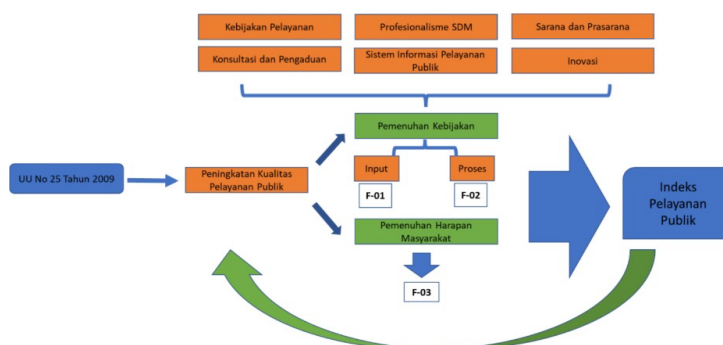 Kebijakan Pelayanan
Profesionalisme SDM
Sarana dan Prasarana
Konsultasi dan Pengaduan
Sistem Informasi Pelayanan
Publik
Inovasi
Pemenuhan Kebijakan
UU No 25 Tahun 2009
Peningkatan Kualitas
Pelayanan Publik
Input
Proses
F-01
F-02
Pemenuhan Harapan
Masyarakat
F-03
Indeks
Pelayanan
Publik